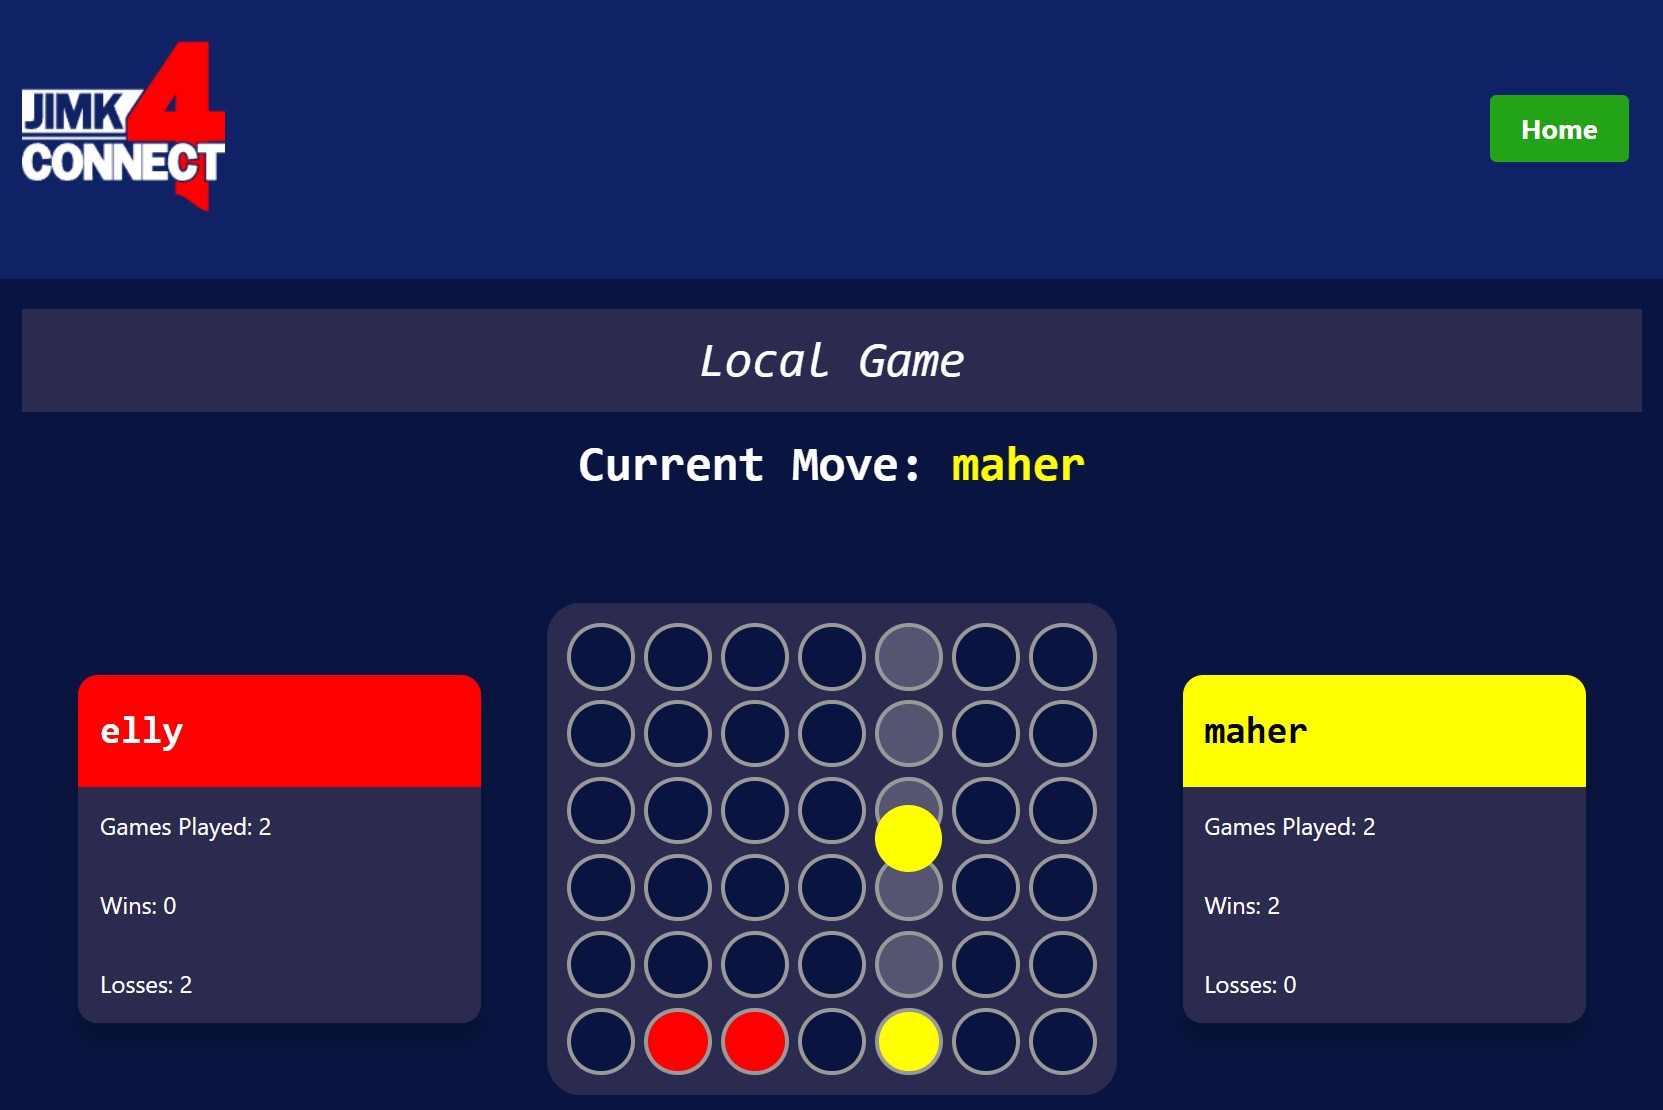 JIMK 4
CONNECT
Home
Local Game
Current Move: maher
elly
Games Played: 2
Wins: 0
Losses: 2
maher
Games Played: 2
Wins: 2
Losses: 0